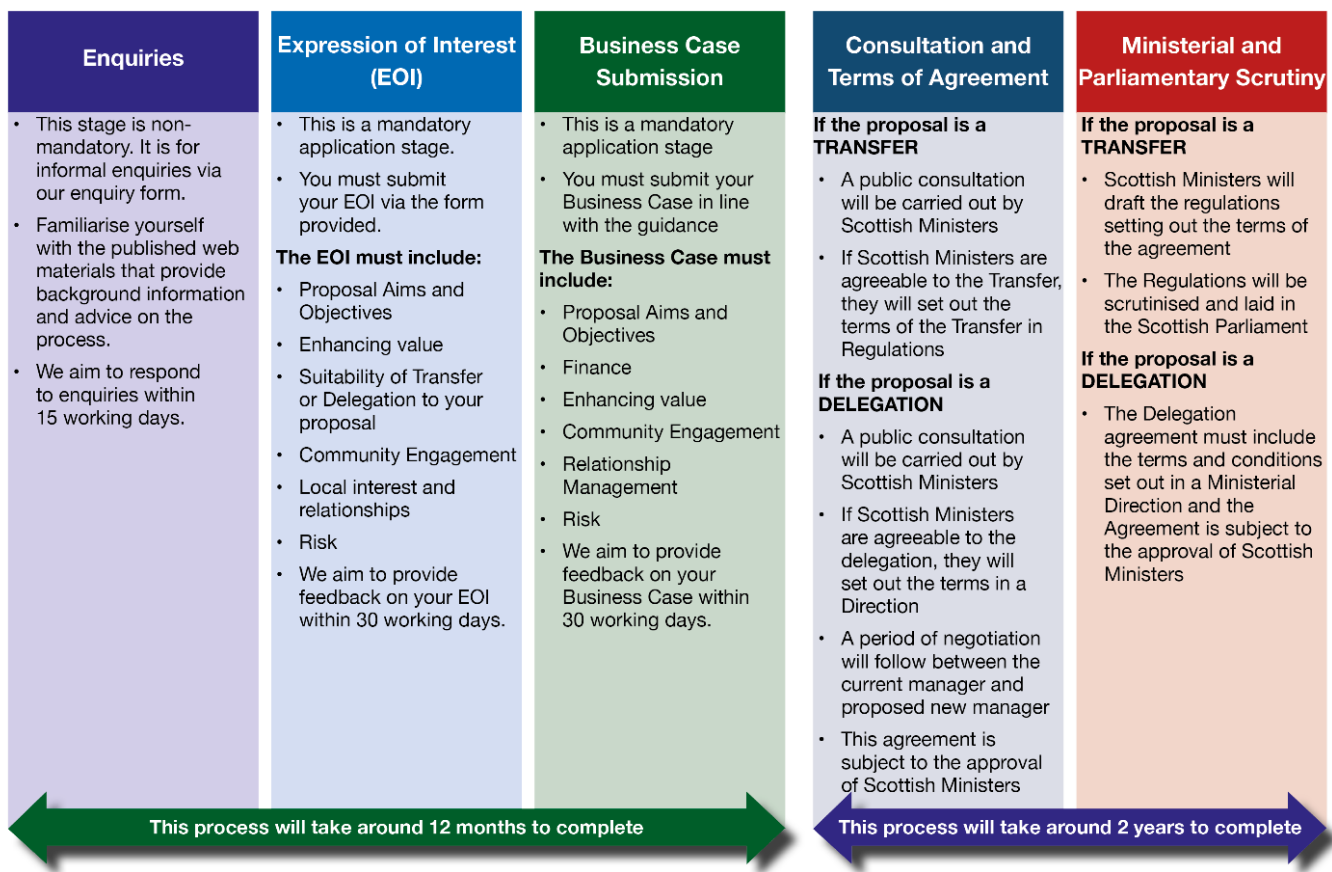 Enquiries
• This stage is non-
mandatory. It is for
informal enquiries via
our enquiry form.
• Familiarise yourself
with the published web
materials that provide
background information
and advice on the
process.
• We aim to respond
to enquiries within
15 working days.
Expression of Interest
(EOI)
• This is a mandatory
application stage.
• You must submit
your EOI via the form
provided.
The EOI must include:
• Proposal Aims and
Objectives
• Enhancing value
• Suitability of Transfer
or Delegation to your
proposal
• Community Engagement
• Local interest and
relationships
• Risk
• We aim to provide
feedback on your EOI
within 30 working days.
Business Case
Submission
• This is a mandatory
application stage
• You must submit your
Business Case in line
with the guidance
The Business Case must
include:
• Proposal Aims and
Objectives
• Finance
• Enhancing value
• Community Engagement
• Relationship
Management
• Risk
• We aim to provide
feedback on your
Business Case within
30 working days.
This process will take around 12 months to complete
Consultation and
Terms of Agreement
If the proposal is a
TRANSFER
• A public consultation
will be carried out by
Scottish Ministers
• If Scottish Ministers are
agreeable to the Transfer,
they will set out the
terms of the Transfer in
Regulations
If the proposal is a
DELEGATION
• A public consultation
will be carried out by
Scottish Ministers
• If Scottish Ministers
are agreeable to the
delegation, they will
set out the terms in a
Direction
• A period of negotiation
will follow between the
current manager and
proposed new manager
• This agreement is
subject to the approval
of Scottish Ministers
Ministerial and
Parliamentary Scrutiny
If the proposal is a
TRANSFER
• Scottish Ministers will
draft the regulations
setting out the terms of
the agreement
• The Regulations will be
scrutinised and laid in
the Scottish Parliament
If the proposal is a
DELEGATION
• The Delegation
agreement must include
the terms and conditions
set out in a Ministerial
Direction and the
Agreement is subject to
the approval of Scottish
Ministers
This process will take around 2 years to complete